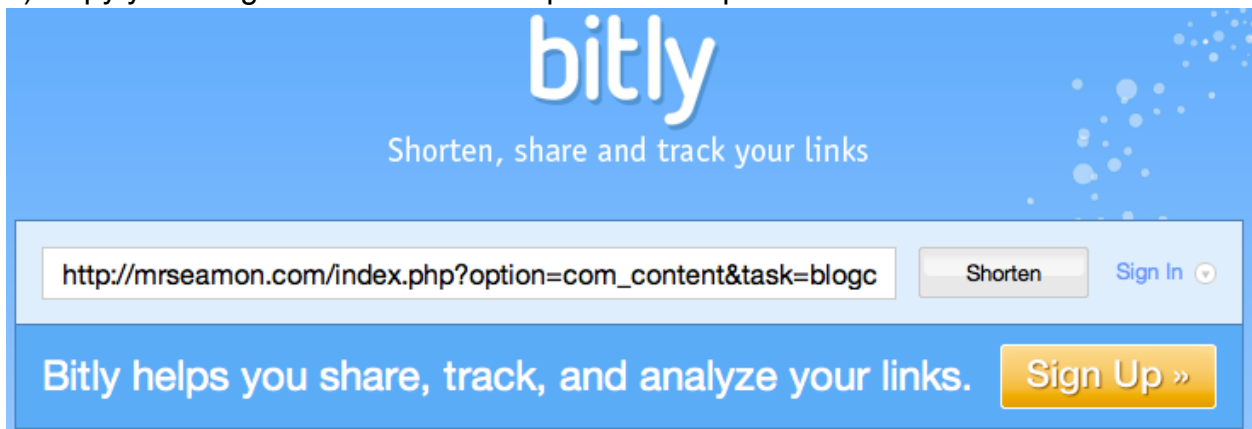 bitly
Shorten, share and track your links
http://mrseamon.com/index.php?option=com_content&task=blogc
Shorten
Sign In
Bitly helps you share, track, and analyze your links.
Sign Up »